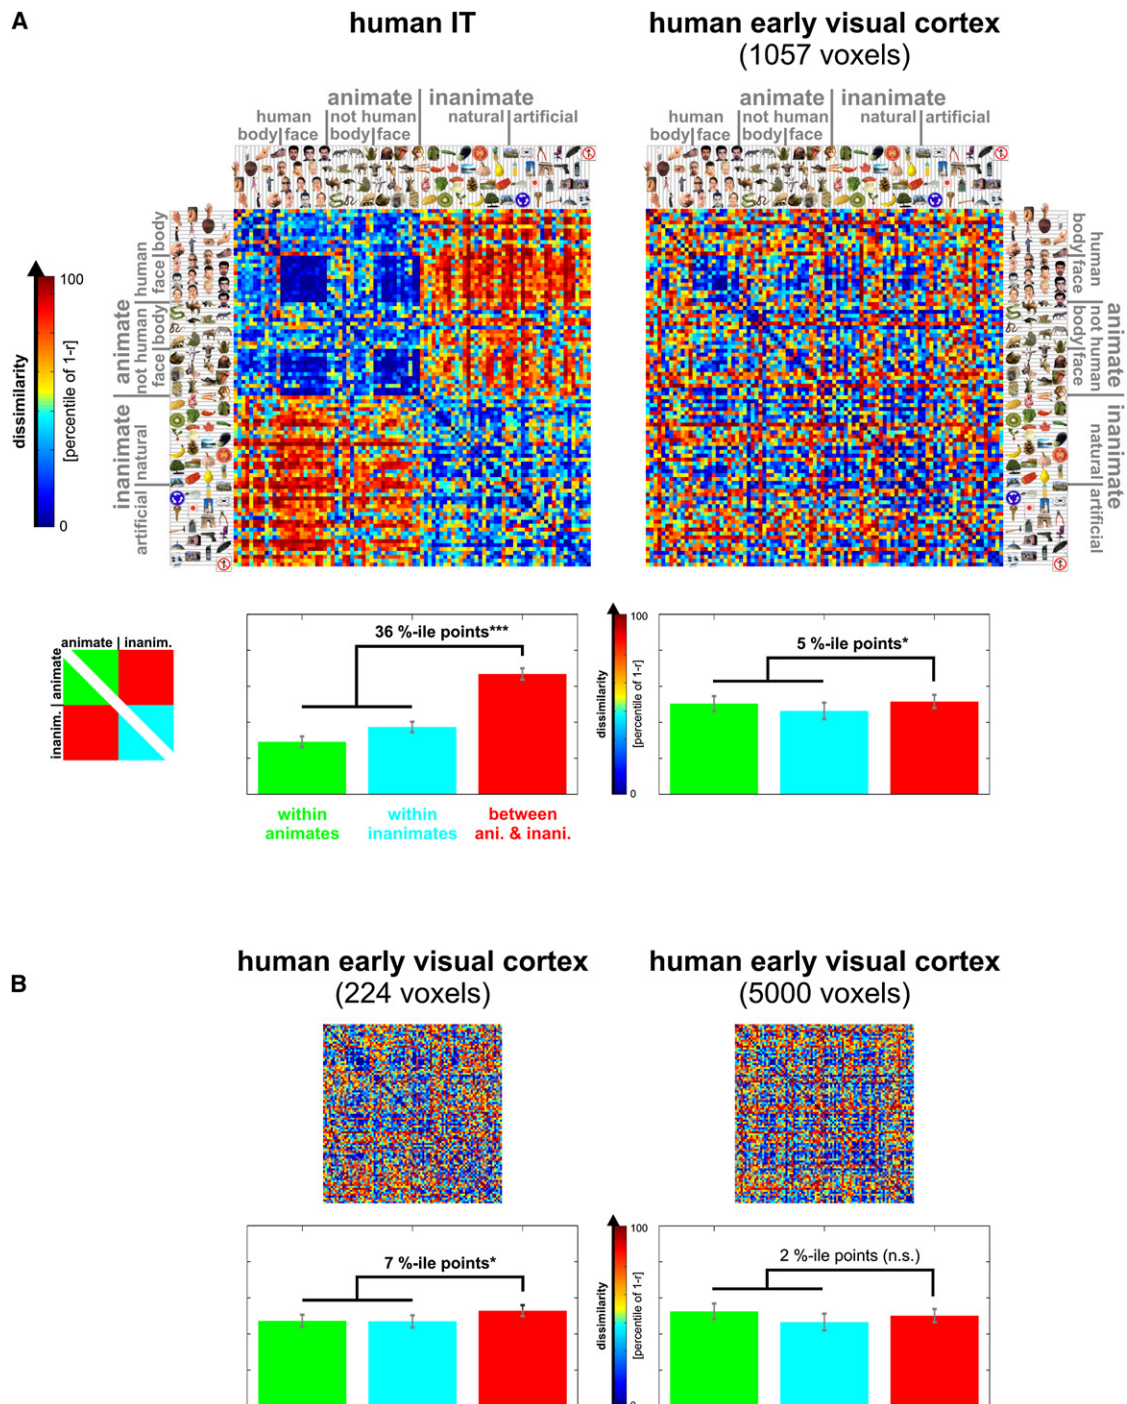 A
human IT
human early visual cortex
(1057 voxels)
animate inanimate
human not human natural artificial
body face body face
animate inanimate
human not human natural artificial
body face body face
dissimilarity
[percentile of 1-r]
100
0
animate
inanimate
human
not human
body
face
body
face
natural
artificial
human
body
face
not human
body
face
animate
inanimate
natural
artificial
animate inanim.
animate
inanim.
36 %-ile points***
within
animates
within
inanimates
between
ani. & inani.
dissimilarity
[percentile of 1-r]
100
0
5 %-ile points*
B
human early visual cortex
(224 voxels)
human early visual cortex
(5000 voxels)
7 %-ile points*
dissimilarity
[percentile of 1-r]
100
0
2 %-ile points (n.s.)